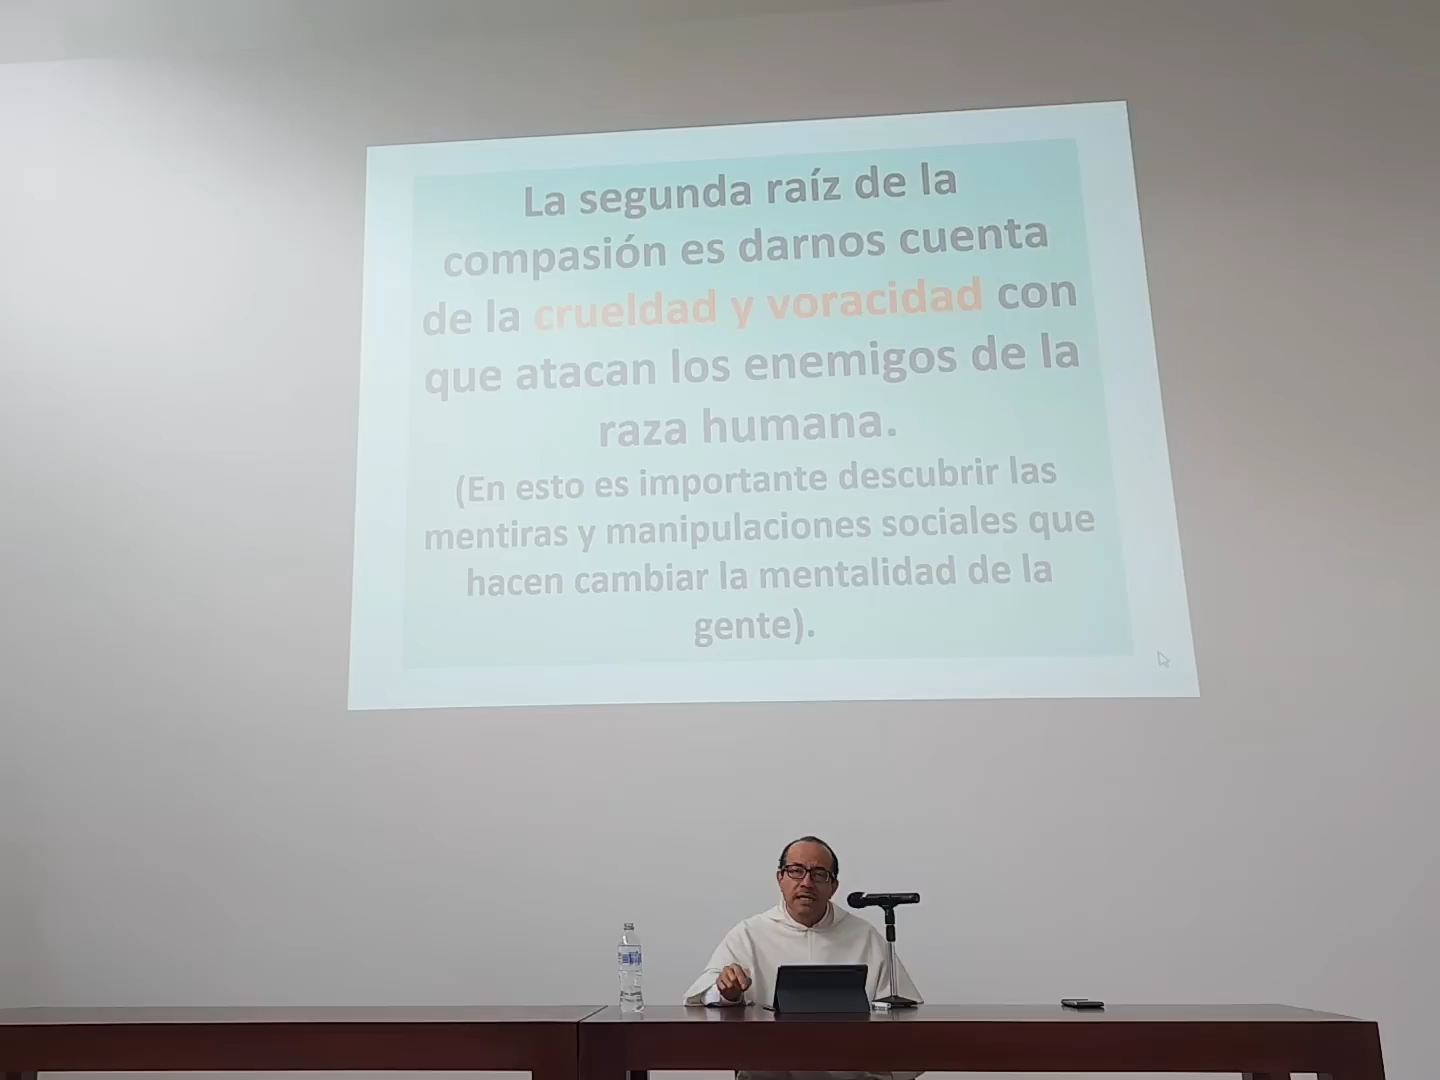 La segunda raíz de la
compasión es darnos cuenta
de la crueldad y voracidad con
que atacan los enemigos de la
raza humana.
(En esto es importante descubrir las
mentiras y manipulaciones sociales que
hacen cambiar la mentalidad de la
gente).